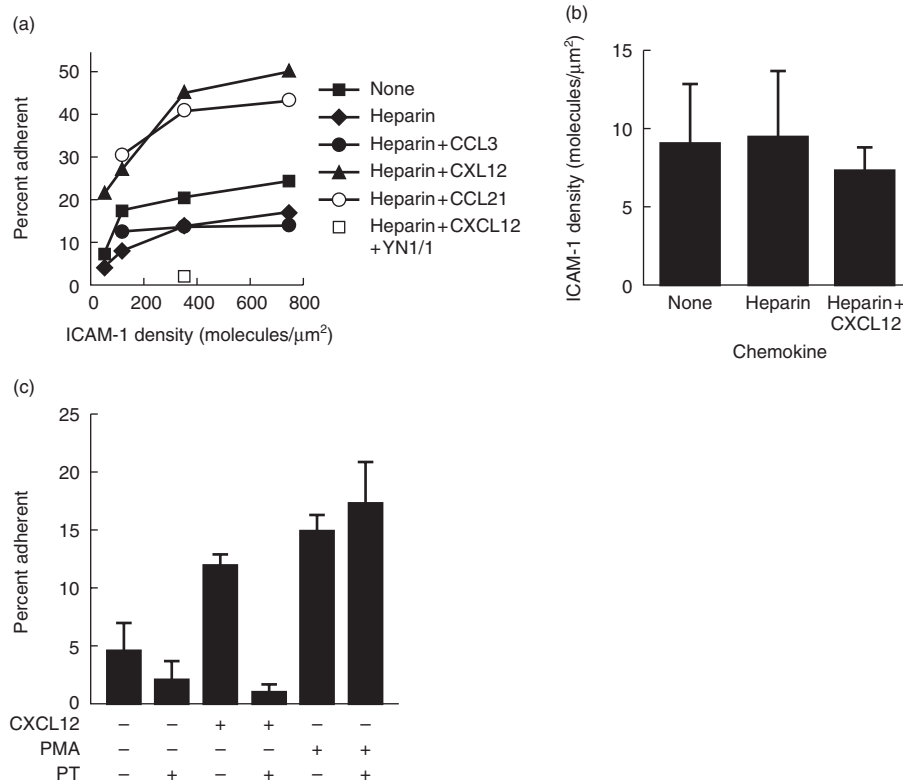 (a)
Percent adherent
50
40
30
20
10
0
0 200 400 600 800
ICAM-1 density (molecules/μm²)
None
Heparin
Heparin+CCL3
Heparin+CXL12
Heparin+CCL21
Heparin+CXCL12
+YN1/1
(b)
ICAM-1 density (molecules/μm²)
15
10
5
0
None Heparin Heparin+
CXCL12
Chemokine
(c)
Percent adherent
25
20
15
10
5
0
CXCL12 – – + + – –
PMA – – – – + +
PT – + – + – +